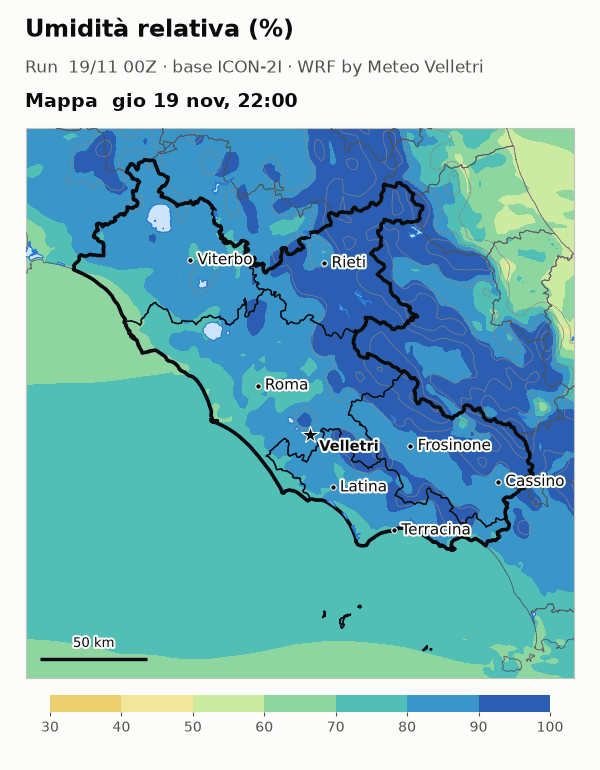 Umidità relativa (%)
Run  19/11 00Z · base ICON-2I · WRF by Meteo Velletri
Mappa  gio 19 nov, 22:00
Viterbo
Rieti
Roma
Velletri
Frosinone
Cassino
Latina
Terracina
50 km
30 40 50 60 70 80 90 100